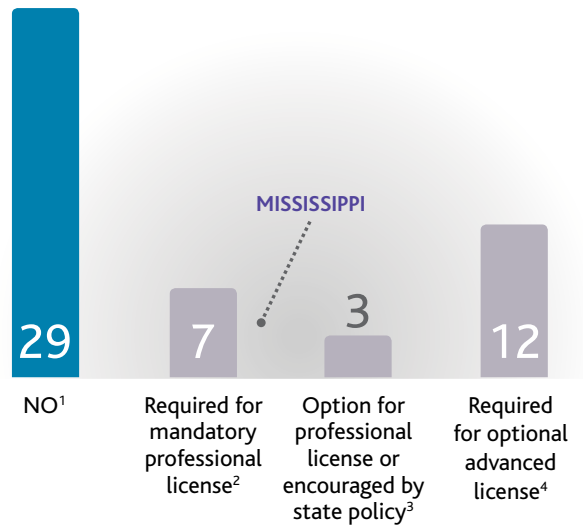 MISSISSIPPI
29
7
3
12
NO¹
Required for
mandatory
professional
license²
Option for
professional
license or
encouraged by
state policy³
Required
for optional
advanced
license⁴